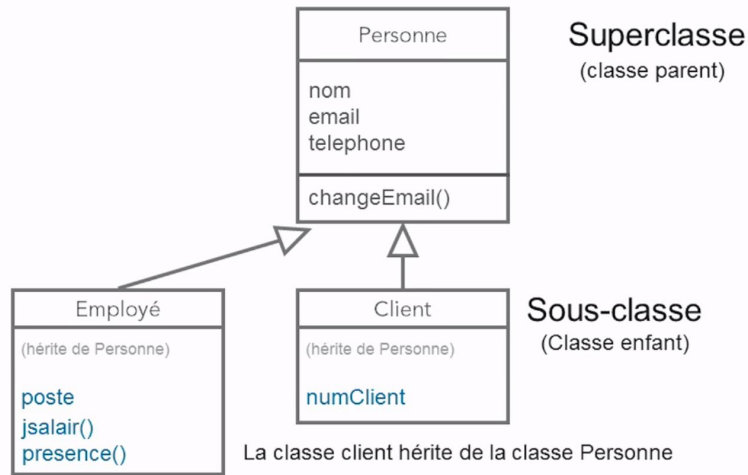 Personne
Superclasse
(classe parent)
nom
email
telephone
changeEmail()
Employé
(hérite de Personne)
poste
jsalair()
presence()
Client
(hérite de Personne)
numClient
Sous-classe
(Classe enfant)
La classe client hérite de la classe Personne